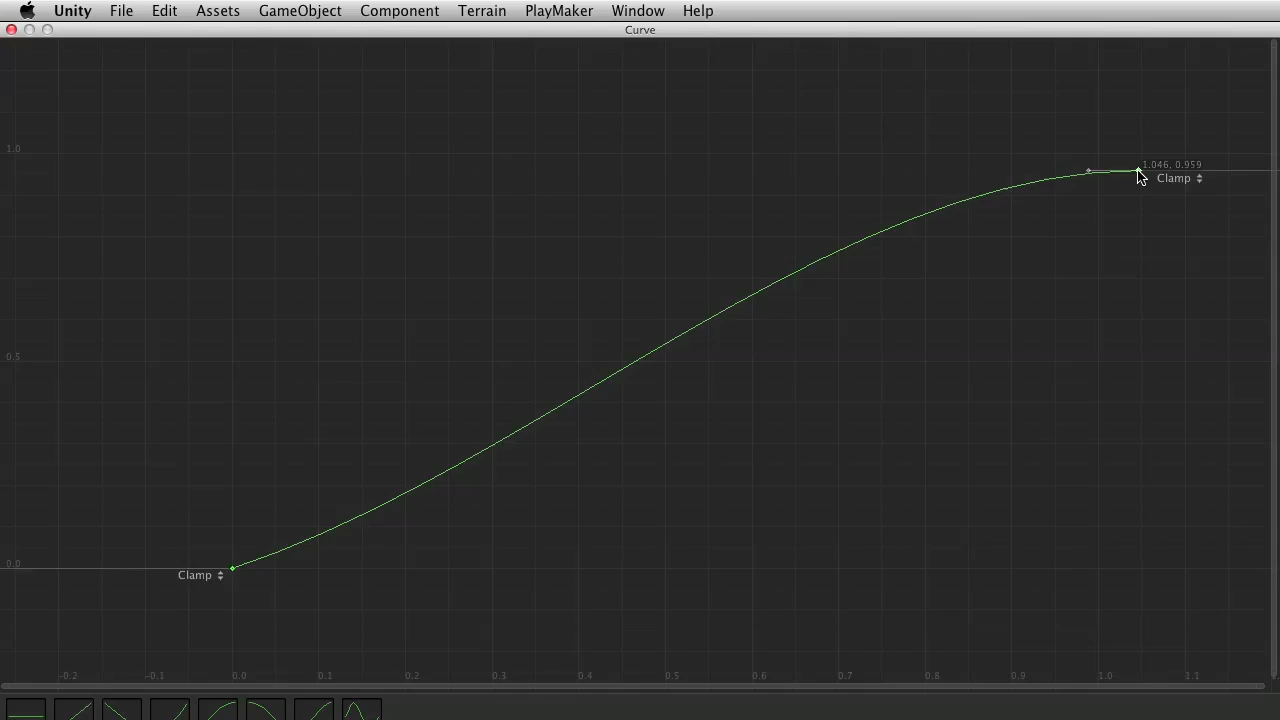 Unity File Edit Assets GameObject Component Terrain PlayMaker Window Help
Curve
1.0
1.046, 0.959
Clamp
0.5
0.0
Clamp
-0.2 -0.1 0.0 0.1 0.2 0.3 0.4 0.5 0.6 0.7 0.8 0.9 1.0 1.1